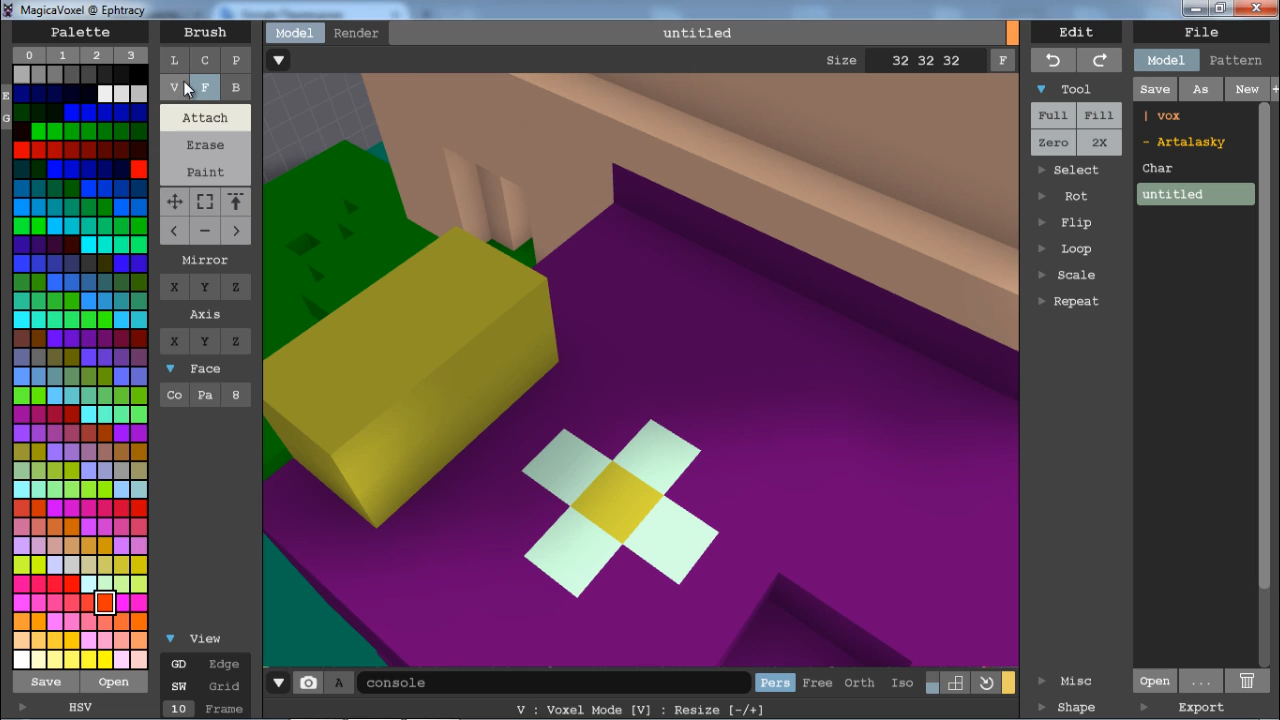 MagicaVoxel @ Ephtracy
Palette
0 1 2 3
E
G
Save Open
HSV
Brush
L C P
V F B
Attach
Erase
Paint
Mirror
X Y Z
Axis
X Y Z
Face
Co Pa 8
View
GD Edge
SW Grid
10 Frame
Model Render untitled
Size 32 32 32 F
A console Pers Free Orth Iso
V : Voxel Mode [V] : Resize [-/+]
Edit
Tool
Full Fill
Zero 2X
Select
Rot
Flip
Loop
Scale
Repeat
Misc
Shape
File
Model Pattern
Save As New +
| vox
- Artalasky
Char
untitled
Open ...
Export